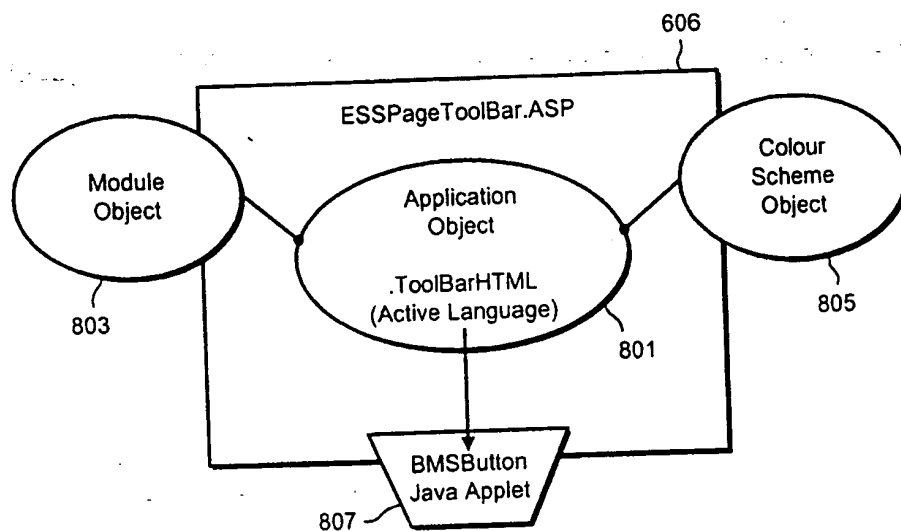 606
ESSPageToolBar.ASP
Module
Object
Application
Object
Colour
Scheme
Object
.ToolBarHTML
(Active Language)
803
801
805
BMSButton
Java Applet
807